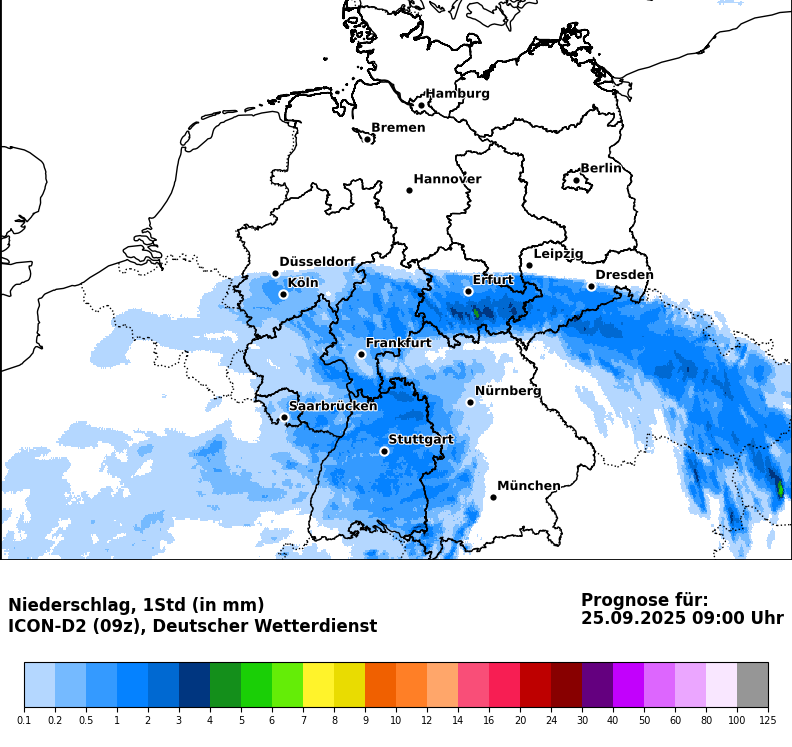 Hamburg
Bremen
Berlin
Hannover
Leipzig
Düsseldorf
Dresden
Köln
Erfurt
Frankfurt
Nürnberg
Saarbrücken
Stuttgart
München
Niederschlag, 1Std (in mm)
ICON-D2 (09z), Deutscher Wetterdienst
Prognose für:
25.09.2025 09:00 Uhr
0.1 0.2 0.5 1 2 3 4 5 6 7 8 9 10 12 14 16 20 24 30 40 50 60 80 100 125